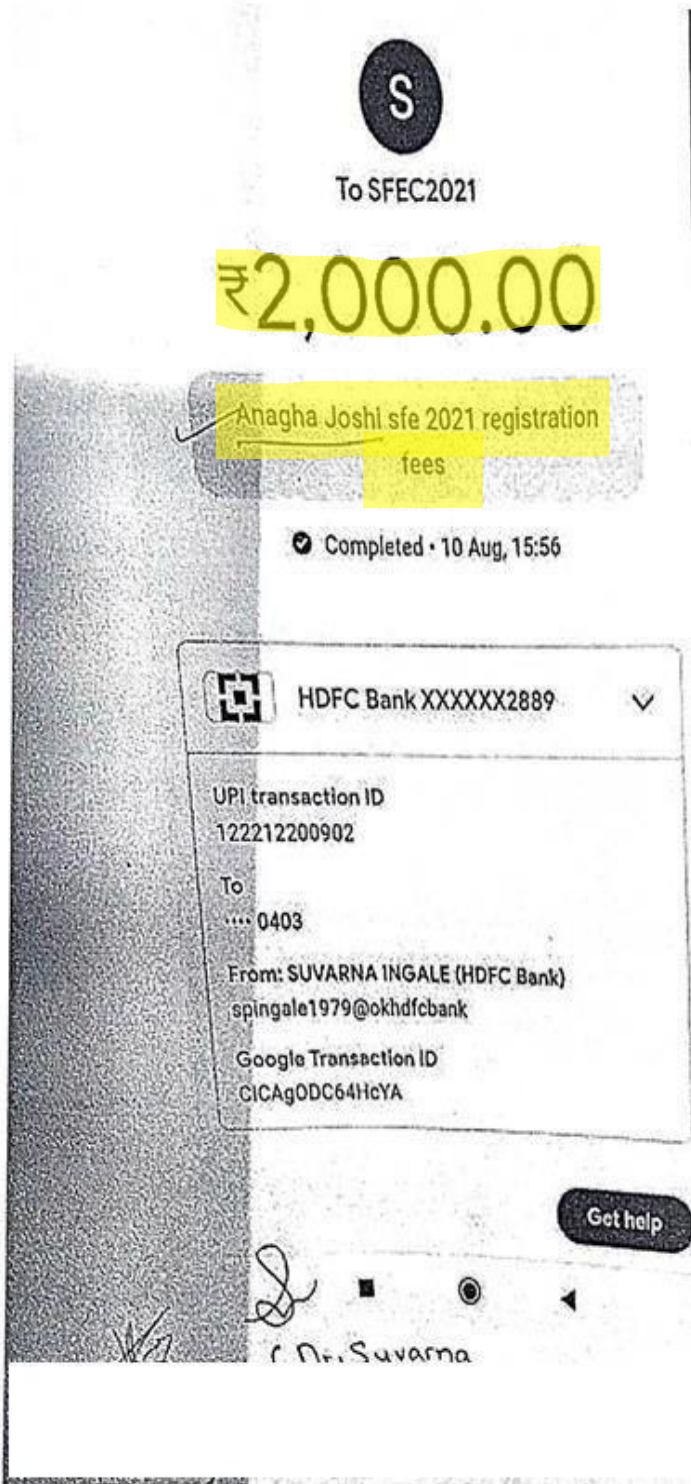 S
To SFEC2021
₹2,000.00
Anagha Joshi sfe 2021 registration
fees
Completed • 10 Aug, 15:56
HDFC Bank XXXXXX2889
UPI transaction ID
122212200902
To
•••• 0403
From: SUVARNA INGALE (HDFC Bank)
spingale1979@okhdfcbank
Google Transaction ID
CICAgODC64HcYA
Get help
( Dr. Suvarna